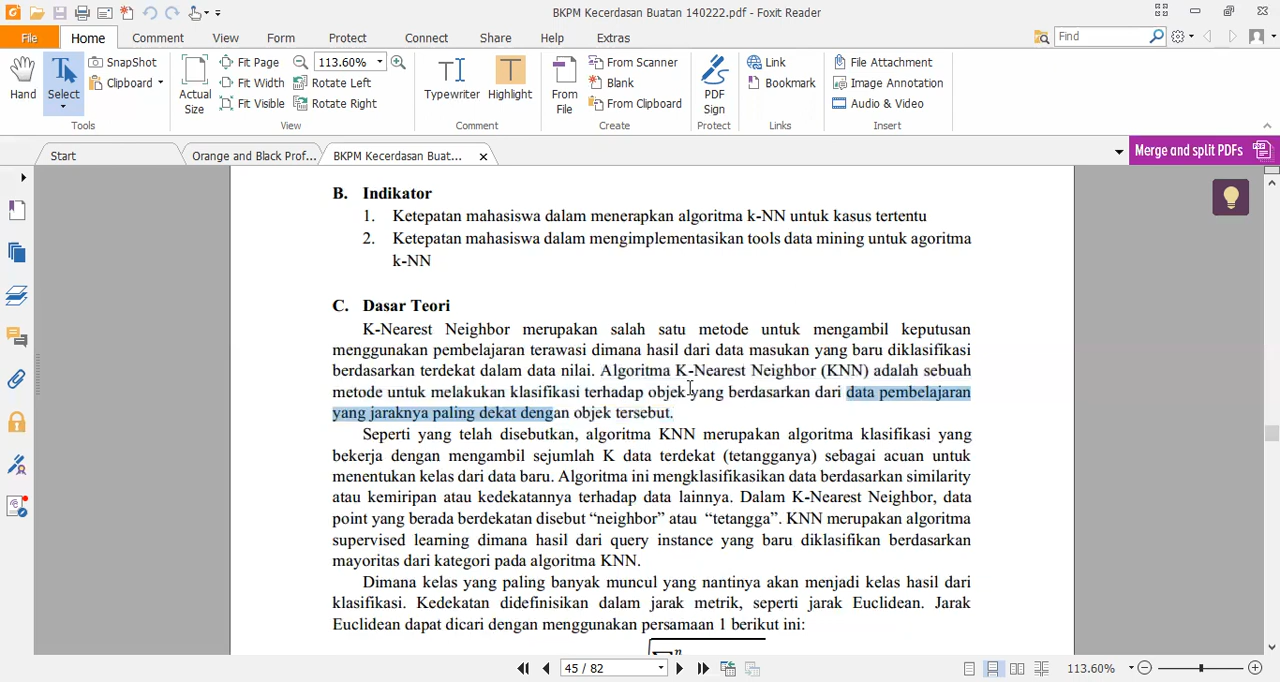 BKPM Kecerdasan Buatan 140222.pdf - Foxit Reader
File Home Comment View Form Protect Connect Share Help Extras Find
Hand
Select
SnapShot
Clipboard
Tools
Actual Size
Fit Page
Fit Width
Fit Visible
113.60%
Rotate Left
Rotate Right
View
Typewriter
Highlight
Comment
From File
From Scanner
Blank
From Clipboard
Create
PDF Sign
Protect
Link
Bookmark
Links
File Attachment
Image Annotation
Audio & Video
Insert
Start Orange and Black Prof... BKPM Kecerdasan Buat... Merge and split PDFs
B. Indikator
1. Ketepatan mahasiswa dalam menerapkan algoritma k-NN untuk kasus tertentu
2. Ketepatan mahasiswa dalam mengimplementasikan tools data mining untuk agoritma
k-NN
C. Dasar Teori
K-Nearest Neighbor merupakan salah satu metode untuk mengambil keputusan
menggunakan pembelajaran terawasi dimana hasil dari data masukan yang baru diklasifikasi
berdasarkan terdekat dalam data nilai. Algoritma K-Nearest Neighbor (KNN) adalah sebuah
metode untuk melakukan klasifikasi terhadap objek yang berdasarkan dari data pembelajaran
yang jaraknya paling dekat dengan objek tersebut.
Seperti yang telah disebutkan, algoritma KNN merupakan algoritma klasifikasi yang
bekerja dengan mengambil sejumlah K data terdekat (tetangganya) sebagai acuan untuk
menentukan kelas dari data baru. Algoritma ini mengklasifikasikan data berdasarkan similarity
atau kemiripan atau kedekatannya terhadap data lainnya. Dalam K-Nearest Neighbor, data
point yang berada berdekatan disebut “neighbor” atau “tetangga”. KNN merupakan algoritma
supervised learning dimana hasil dari query instance yang baru diklasifikan berdasarkan
mayoritas dari kategori pada algoritma KNN.
Dimana kelas yang paling banyak muncul yang nantinya akan menjadi kelas hasil dari
klasifikasi. Kedekatan didefinisikan dalam jarak metrik, seperti jarak Euclidean. Jarak
Euclidean dapat dicari dengan menggunakan persamaan 1 berikut ini:
45 / 82
113.60%